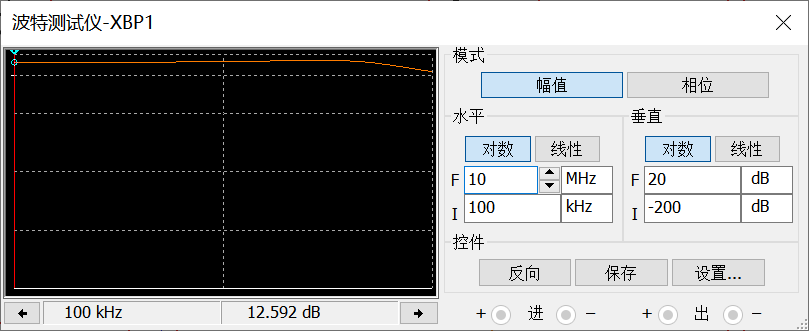 波特测试仪-XBP1
模式
幅值 相位
水平 垂直
对数 线性 对数 线性
F 10 MHz F 20 dB
I 100 kHz I -200 dB
控件
反向 保存 设置...
100 kHz 12.592 dB + 进 - + 出 -